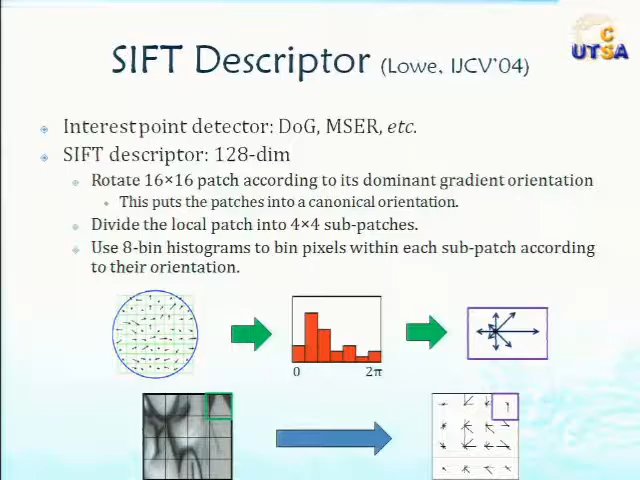 SIFT Descriptor (Lowe, IJCV'04)
C
UTSA
Interest point detector: DoG, MSER, etc.
SIFT descriptor: 128-dim
Rotate 16×16 patch according to its dominant gradient orientation
This puts the patches into a canonical orientation.
Divide the local patch into 4×4 sub-patches.
Use 8-bin histograms to bin pixels within each sub-patch according
to their orientation.
0 2π